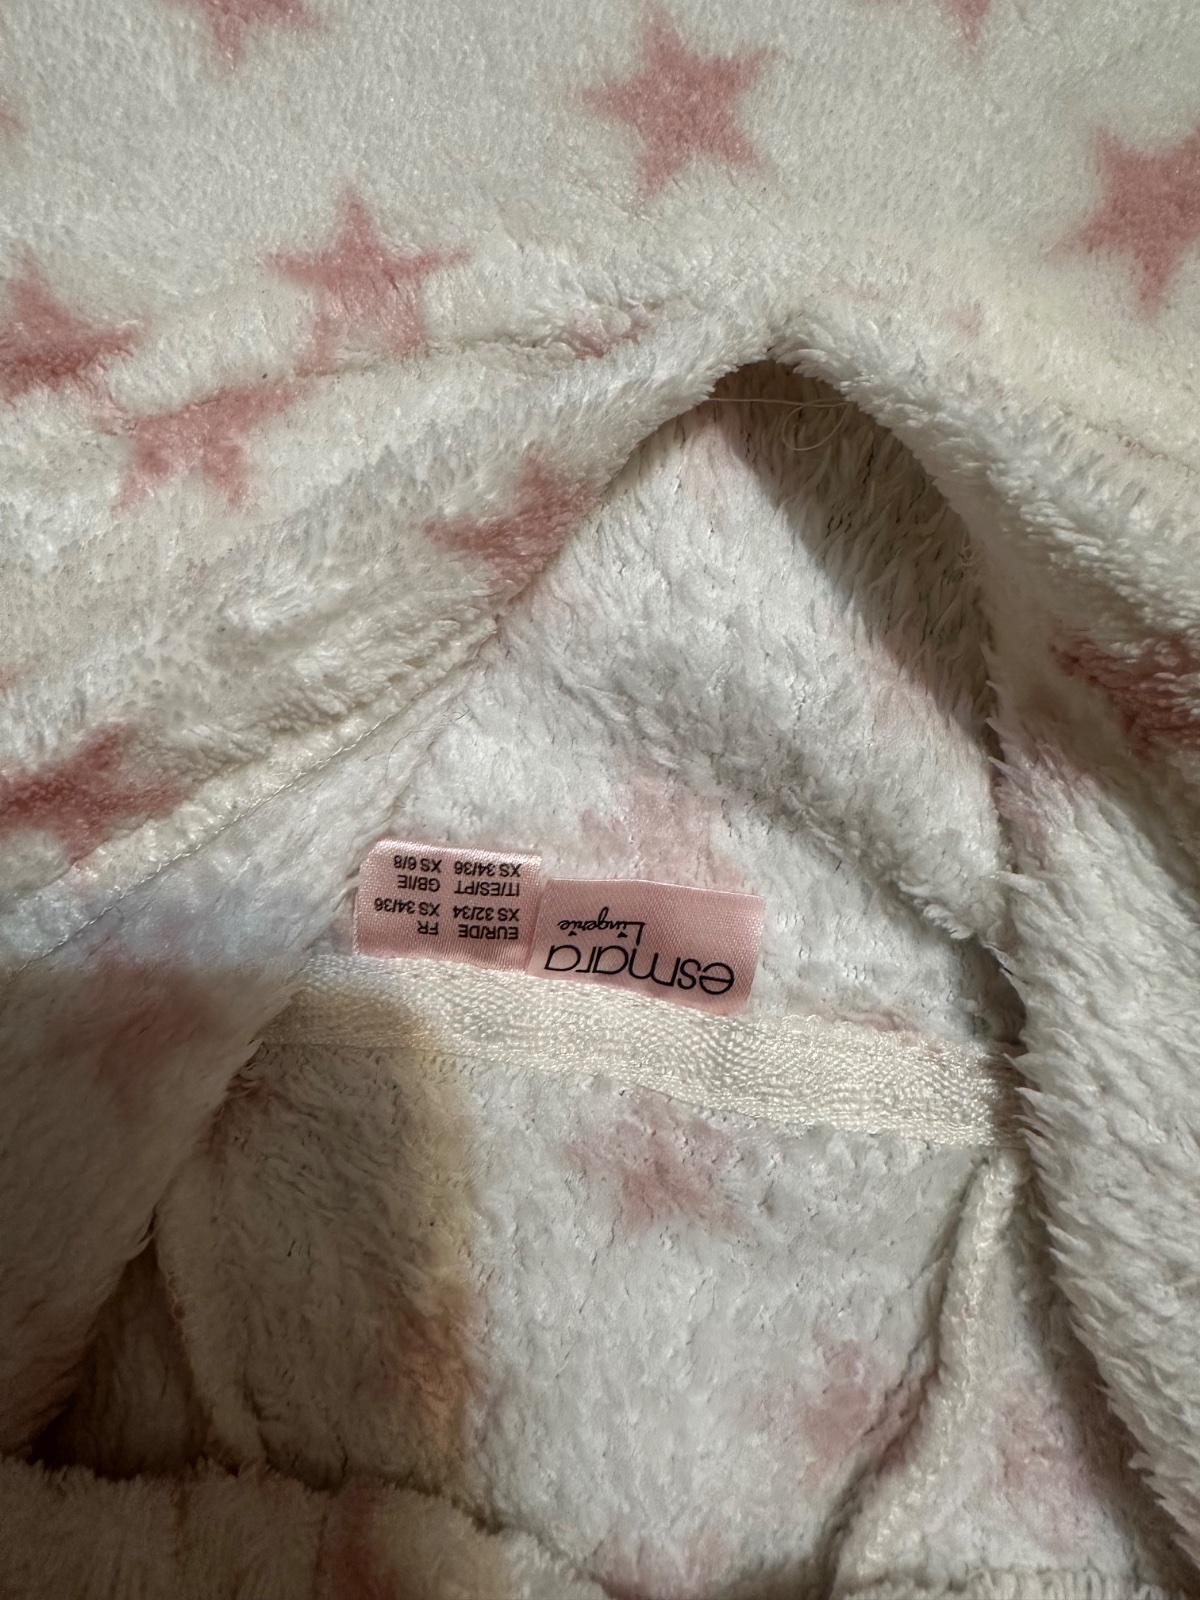 esmara
Lingerie
EUR/DE FR
XS 32/34 XS 34/36
IT/ES/PT GB/IE
XS 34/36 XS 6/8